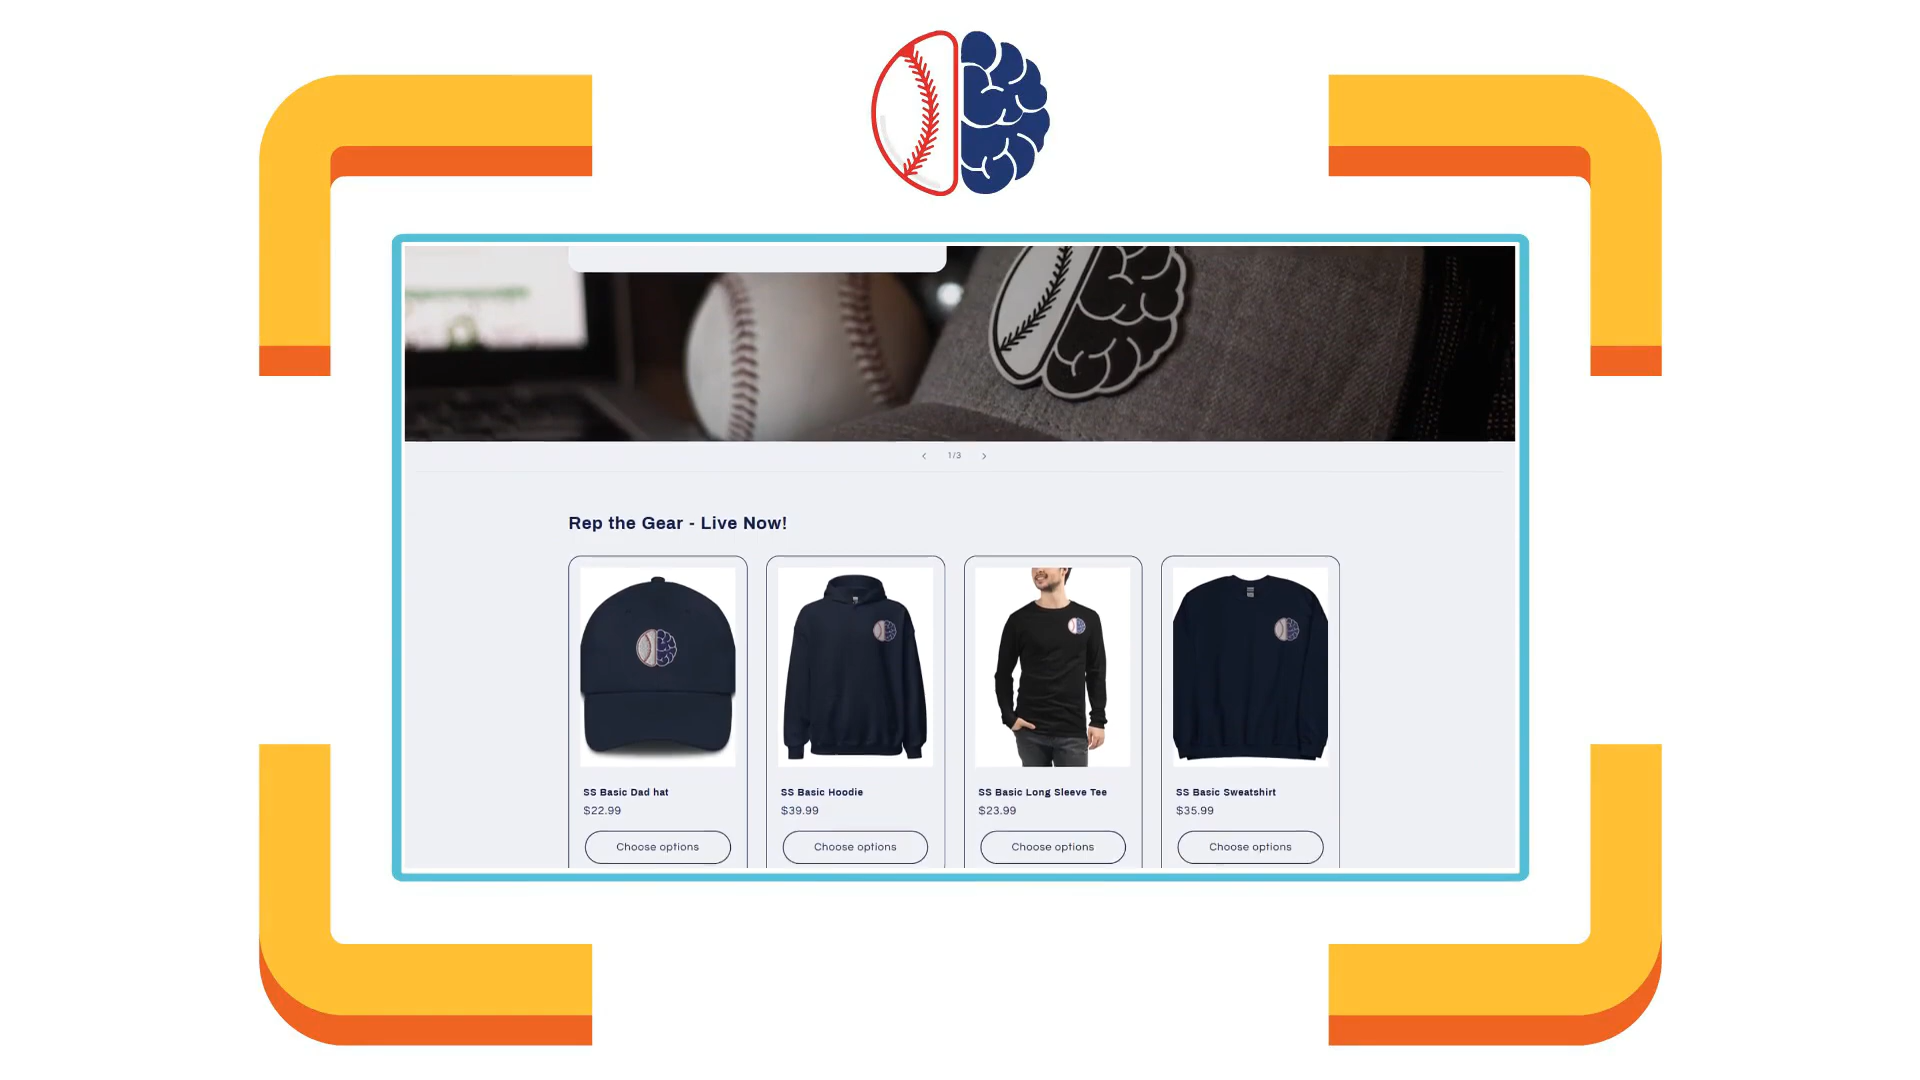 1/3
Rep the Gear - Live Now!
SS Basic Dad hat
$22.99
Choose options
SS Basic Hoodie
$39.99
Choose options
SS Basic Long Sleeve Tee
$23.99
Choose options
SS Basic Sweatshirt
$35.99
Choose options